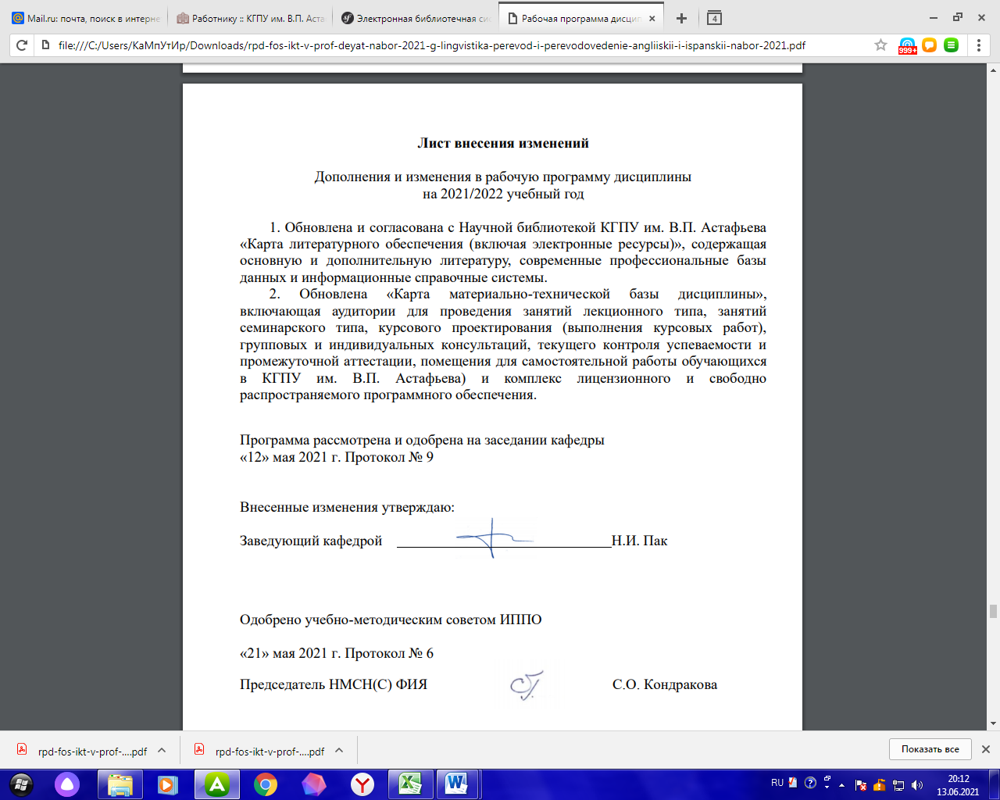 Mail.ru: почта, поиск в интерне
Работнику :: КГПУ им. В.П. Аста
Электронная библиотечная си
Рабочая программа дисцип
4
file:///C:/Users/КаМпУтИр/Downloads/rpd-fos-ikt-v-prof-deyat-nabor-2021-g-lingvistika-perevod-i-perevodovedenie-angliiskii-i-ispanskii-nabor-2021.pdf
999+
Лист внесения изменений
Дополнения и изменения в рабочую программу дисциплины
на 2021/2022 учебный год
1. Обновлена и согласована с Научной библиотекой КГПУ им. В.П. Астафьева
«Карта литературного обеспечения (включая электронные ресурсы)», содержащая
основную и дополнительную литературу, современные профессиональные базы
данных и информационные справочные системы.
2. Обновлена «Карта материально-технической базы дисциплины»,
включающая аудитории для проведения занятий лекционного типа, занятий
семинарского типа, курсового проектирования (выполнения курсовых работ),
групповых и индивидуальных консультаций, текущего контроля успеваемости и
промежуточной аттестации, помещения для самостоятельной работы обучающихся
в КГПУ им. В.П. Астафьева) и комплекс лицензионного и свободно
распространяемого программного обеспечения.
Программа рассмотрена и одобрена на заседании кафедры
«12» мая 2021 г. Протокол № 9
Внесенные изменения утверждаю:
Заведующий кафедрой Н.И. Пак
Одобрено учебно-методическим советом ИППО
«21» мая 2021 г. Протокол № 6
Председатель НМСН(С) ФИЯ С.О. Кондракова
rpd-fos-ikt-v-prof-....pdf
rpd-fos-ikt-v-prof-....pdf
Показать все
RU
20:12
13.06.2021